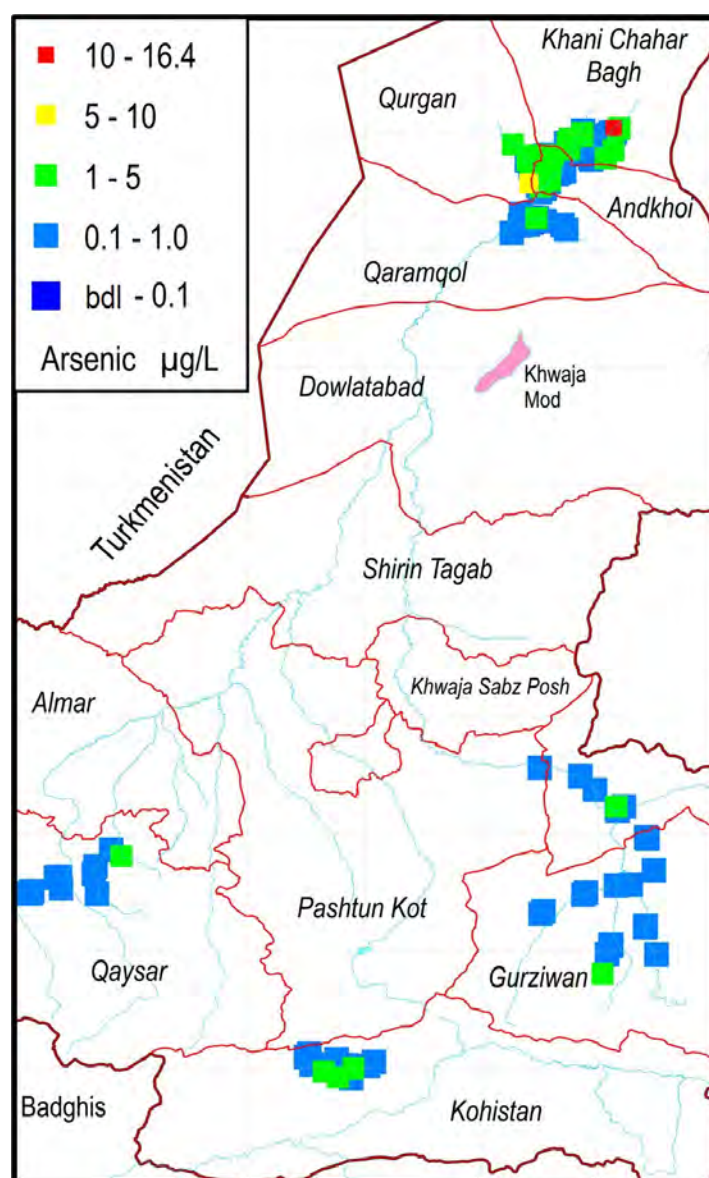 10 - 16.4
5 - 10
1 - 5
0.1 - 1.0
bdl - 0.1
Arsenic µg/L
Khani Chahar
Bagh
Qurgan
Andkhoi
Qaramqol
Dowlatabad
Khwaja
Mod
Turkmenistan
Shirin Tagab
Khwaja Sabz Posh
Almar
Pashtun Kot
Qaysar
Gurziwan
Badghis
Kohistan